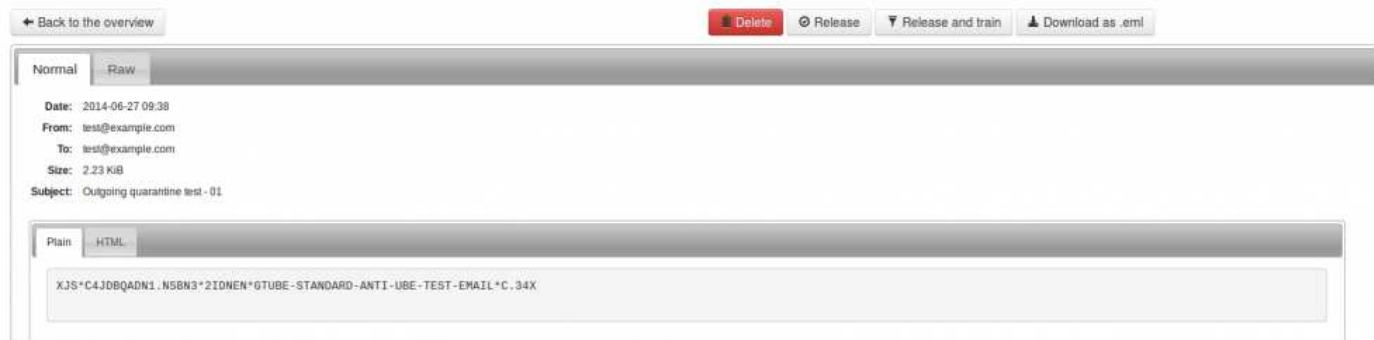 Back to the overview Delete Release Release and train Download as .eml
Normal Raw
Date: 2014-06-27 09:38
From: test@example.com
To: test@example.com
Size: 2.23 KiB
Subject: Outgoing quarantine test - 01
Plain HTML
XJS*C4JDBQADN1.NSBN3*2IDNEN*GTUBE-STANDARD-ANTI-UBE-TEST-EMAIL*C.34X